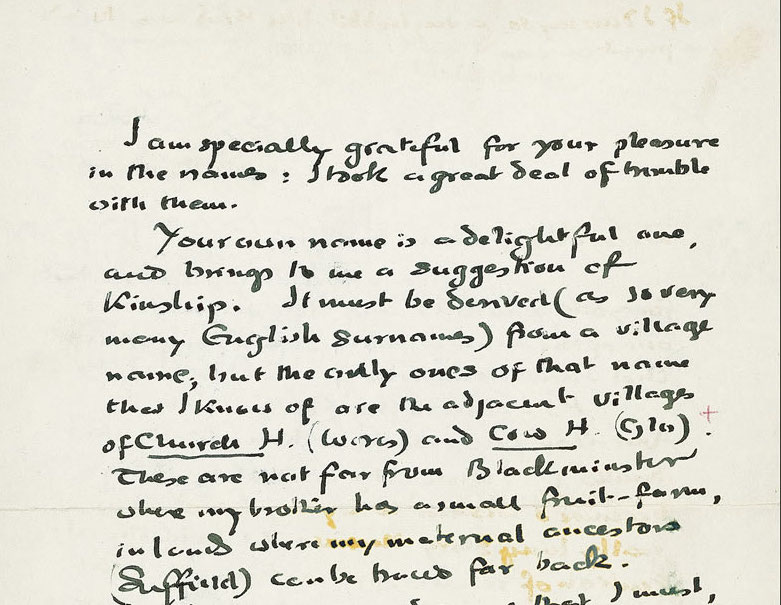 I am specially grateful for your pleasure
in the names: I took a great deal of trouble
with them.
Your own name is a delightful one,
and brings to me a suggestion of
Kinship. It must be derived (as so very
many English surnames) from a village
name, but the only ones of that name
that I know of are the adjacent villages
of Church H. (Worcs) and Cow H. (Glos) +.
These are not far from Blackminster
where my brother has a small fruit-farm,
in land where my maternal ancestors
(Suffield) can be traced far back.
that I must,